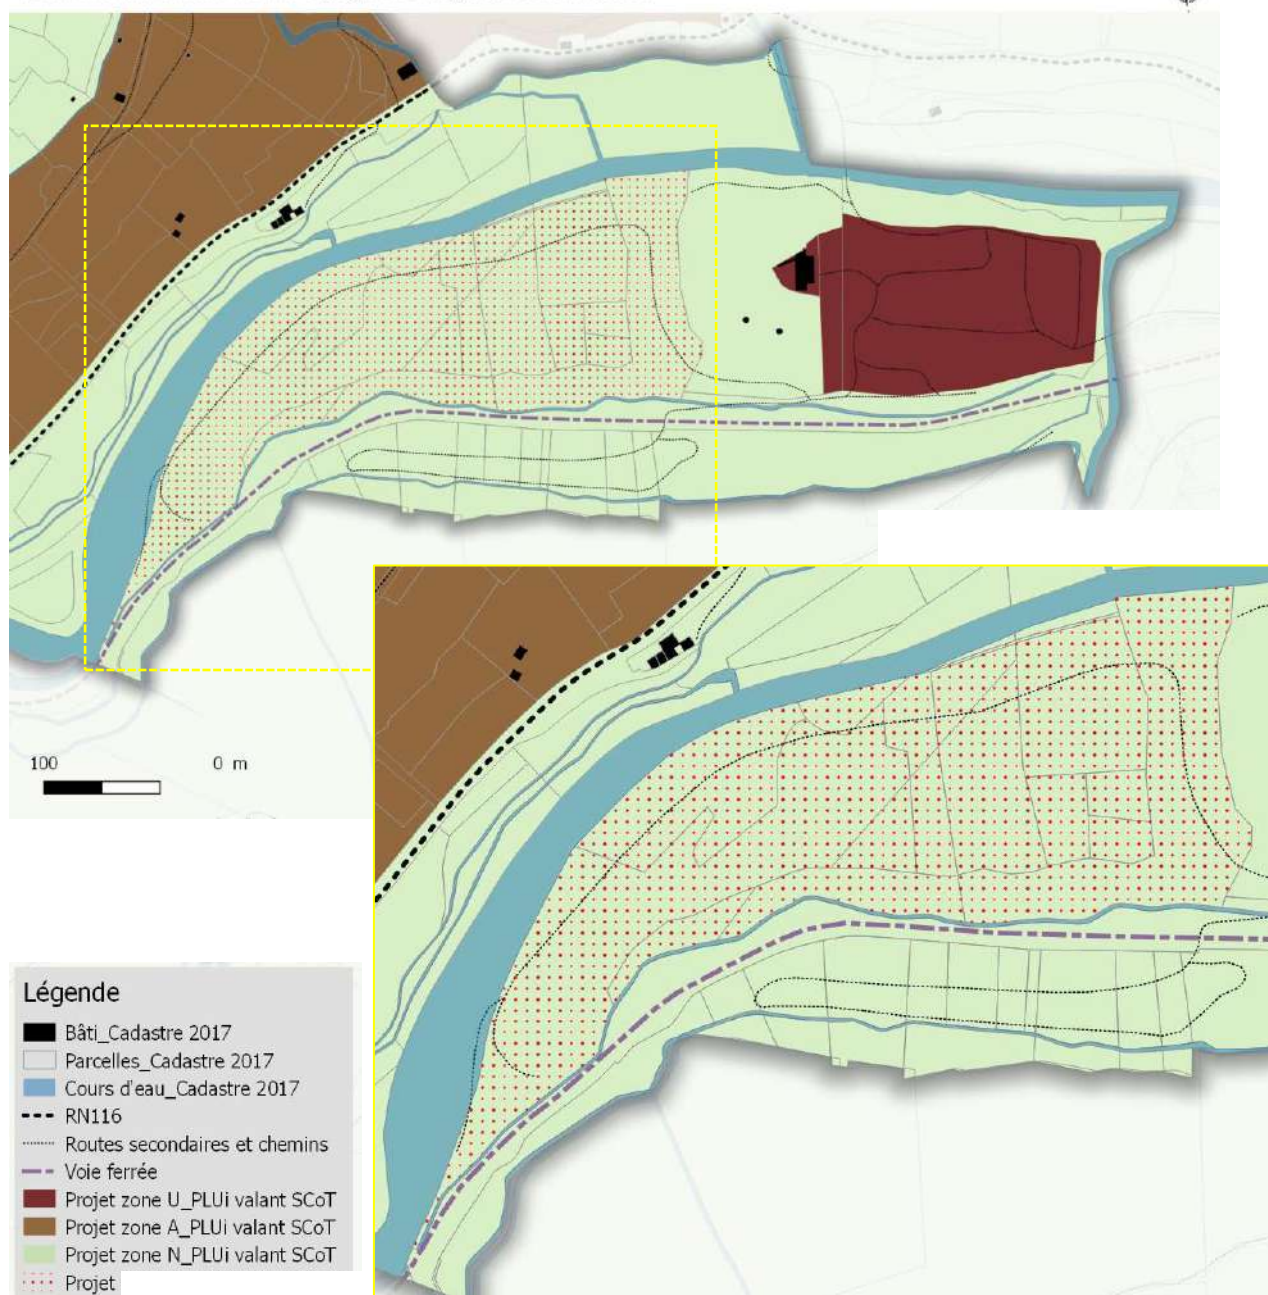 100 0 m
Légende
Bâti_Cadastre 2017
Parcelles_Cadastre 2017
Cours d'eau_Cadastre 2017
RN116
Routes secondaires et chemins
Voie ferrée
Projet zone U_PLUi valant SCoT
Projet zone A_PLUi valant SCoT
Projet zone N_PLUi valant SCoT
Projet